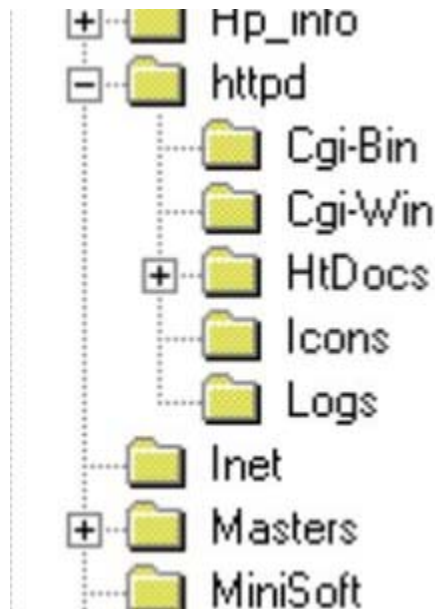 Hp_info
httpd
Cgi-Bin
Cgi-Win
HtDocs
Icons
Logs
Inet
Masters
MiniSoft